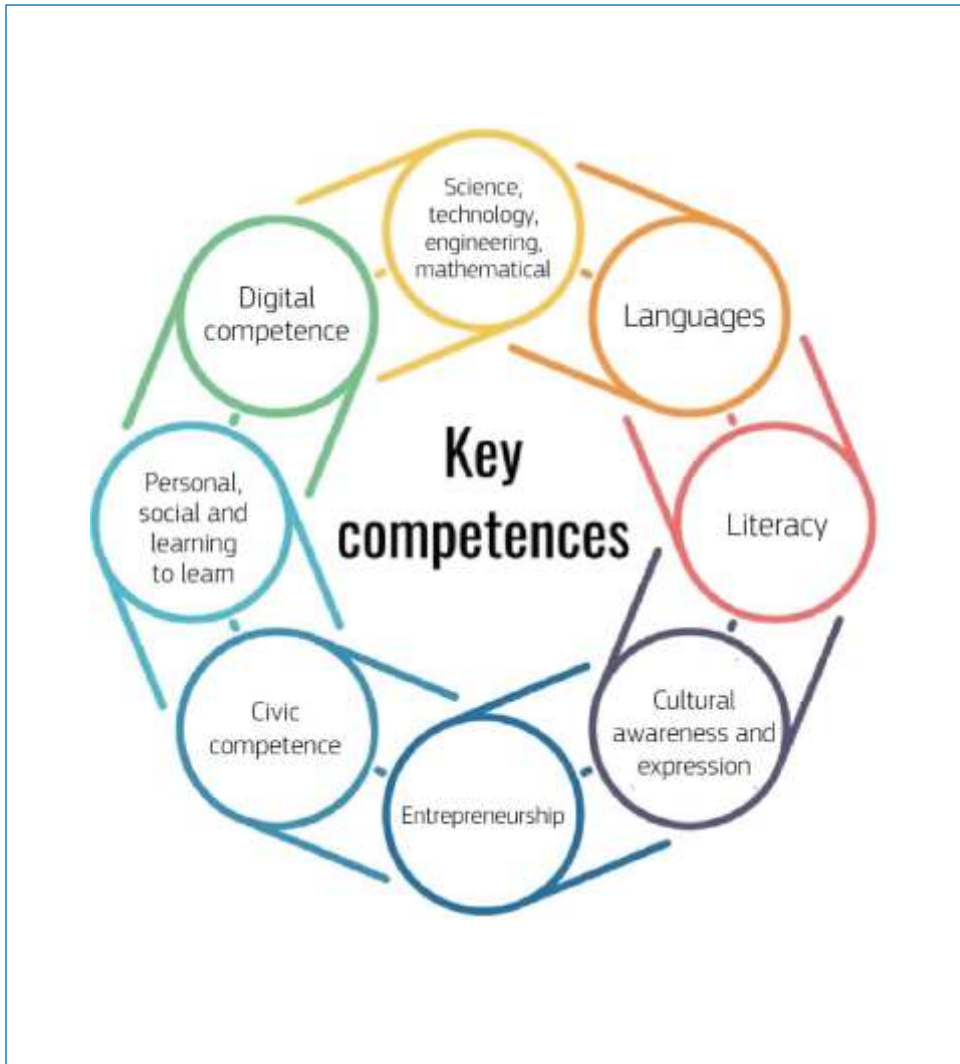 Key
competences
Science,
technology,
engineering,
mathematical
Languages
Literacy
Cultural
awareness and
expression
Entrepreneurship
Civic
competence
Personal,
social and
learning
to learn
Digital
competence